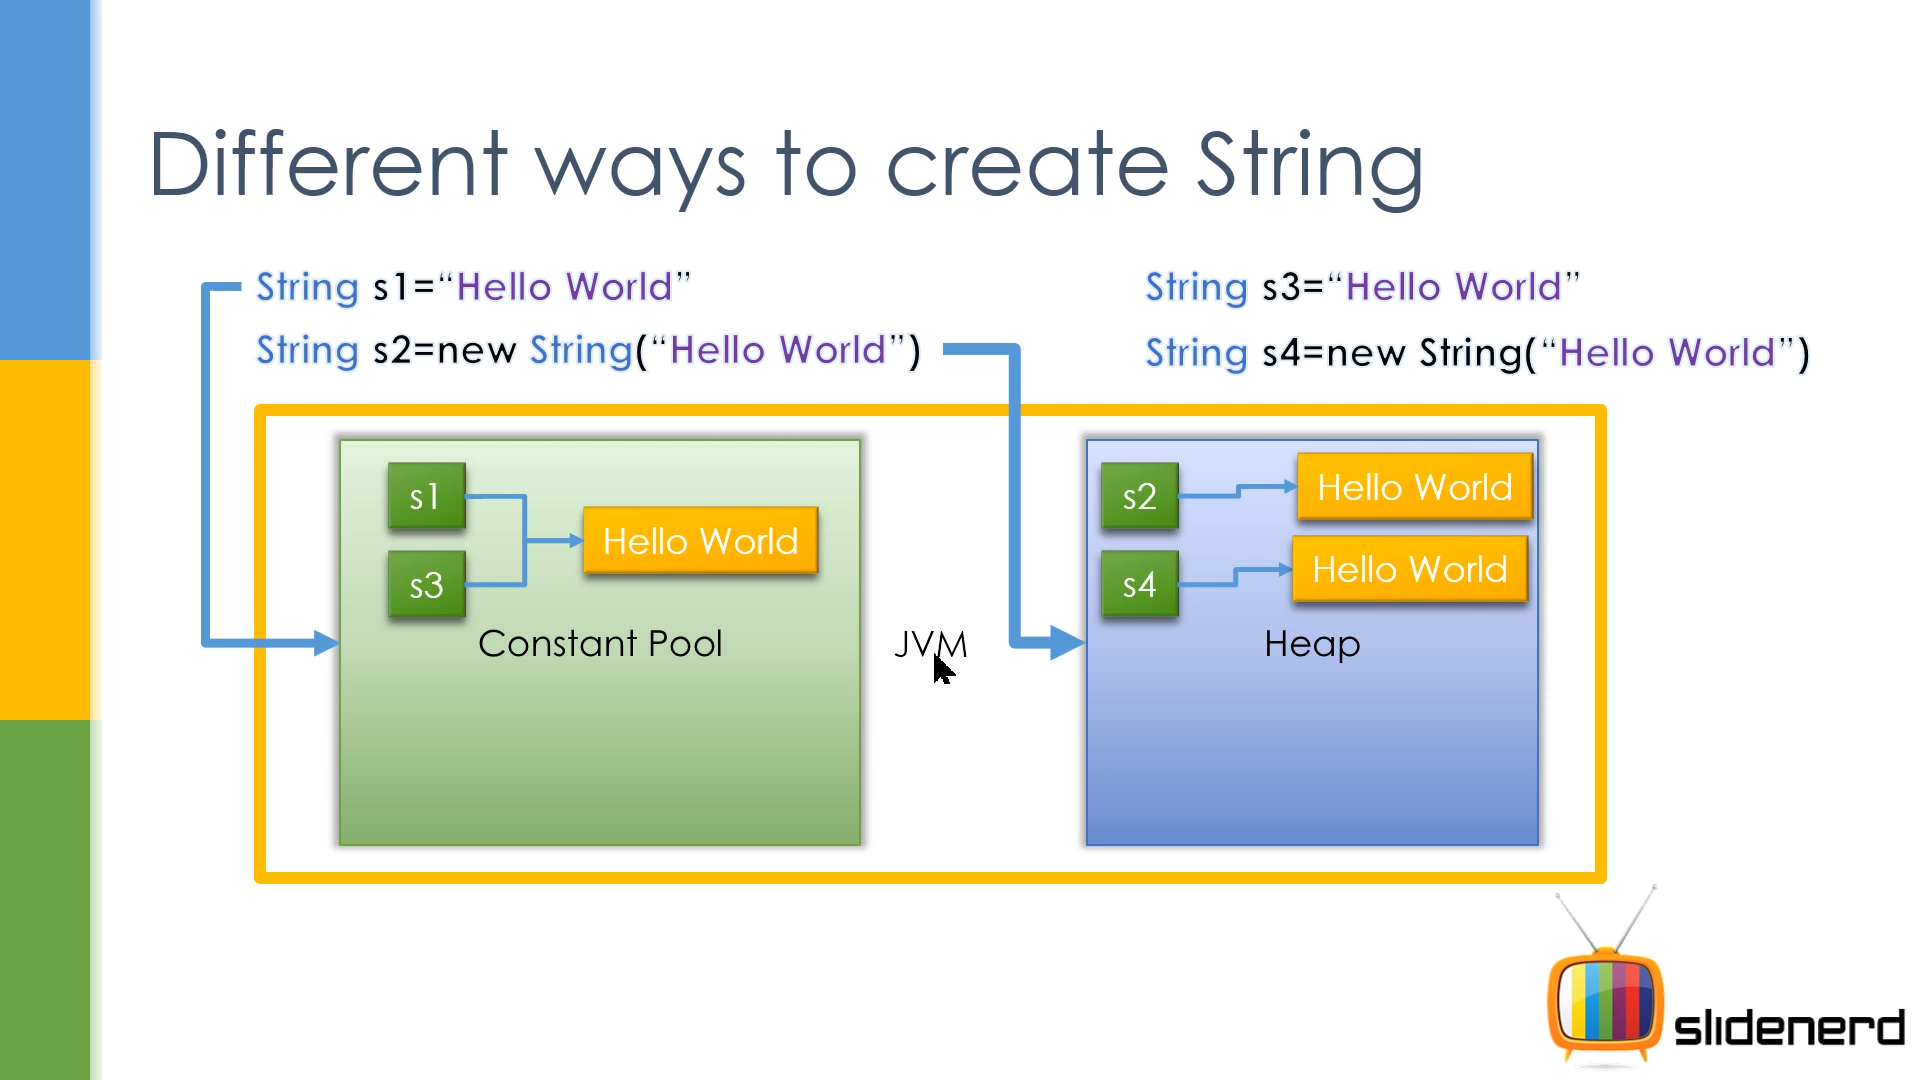 Different ways to create String
String s1=“Hello World”
String s2=new String(“Hello World”)
String s3=“Hello World”
String s4=new String(“Hello World”)
s1
s3
Hello World
Constant Pool
JVM
s2
Hello World
s4
Hello World
Heap
slidenerd